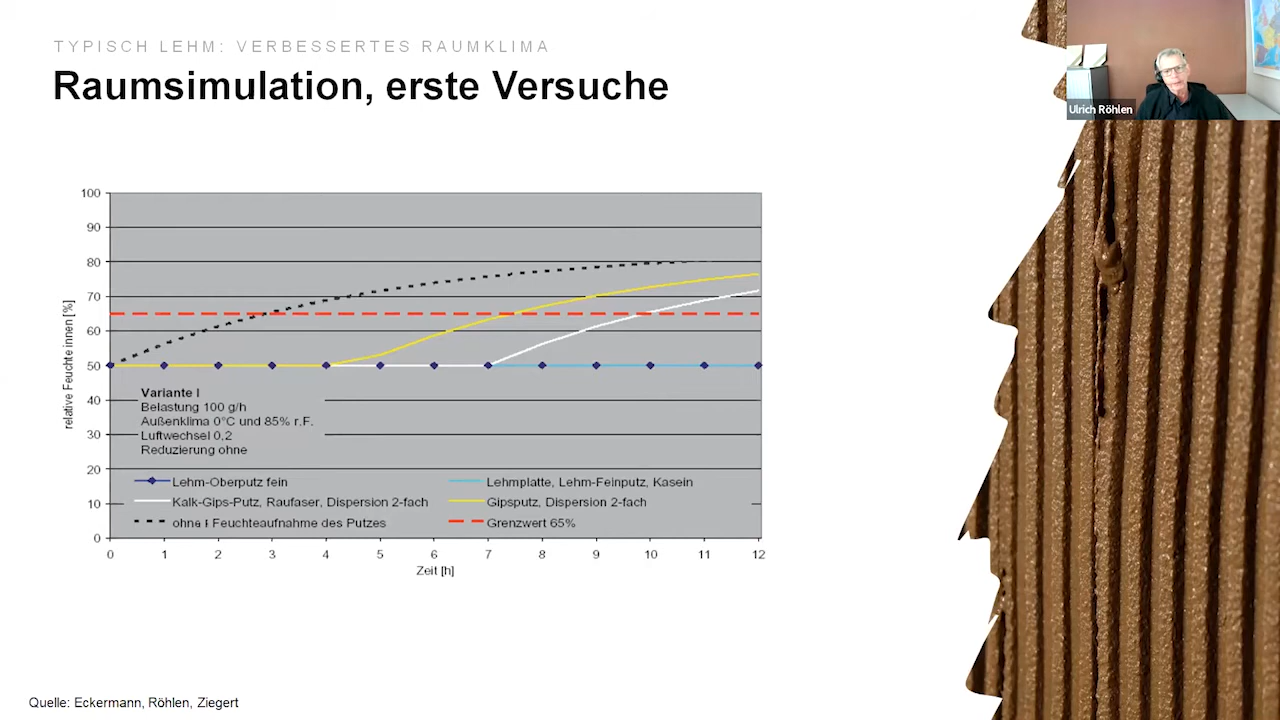 TYPISCH LEHM: VERBESSERTES RAUMKLIMA
Raumsimulation, erste Versuche
Ulrich Röhlen
relative Feuchte innen [%]
100
90
80
70
60
50
40
30
20
10
0
Variante I
Belastung 100 g/h
Außenklima 0°C und 85% r.F.
Luftwechsel 0,2
Reduzierung ohne
Lehm-Oberputz fein
Lehmplatte, Lehm-Feinputz, Kasein
Kalk-Gips-Putz, Raufaser, Dispersion 2-fach
Gipsputz, Dispersion 2-fach
ohne Feuchteaufnahme des Putzes
Grenzwert 65%
0 1 2 3 4 5 6 7 8 9 10 11 12
Zeit [h]
Quelle: Eckermann, Röhlen, Ziegert